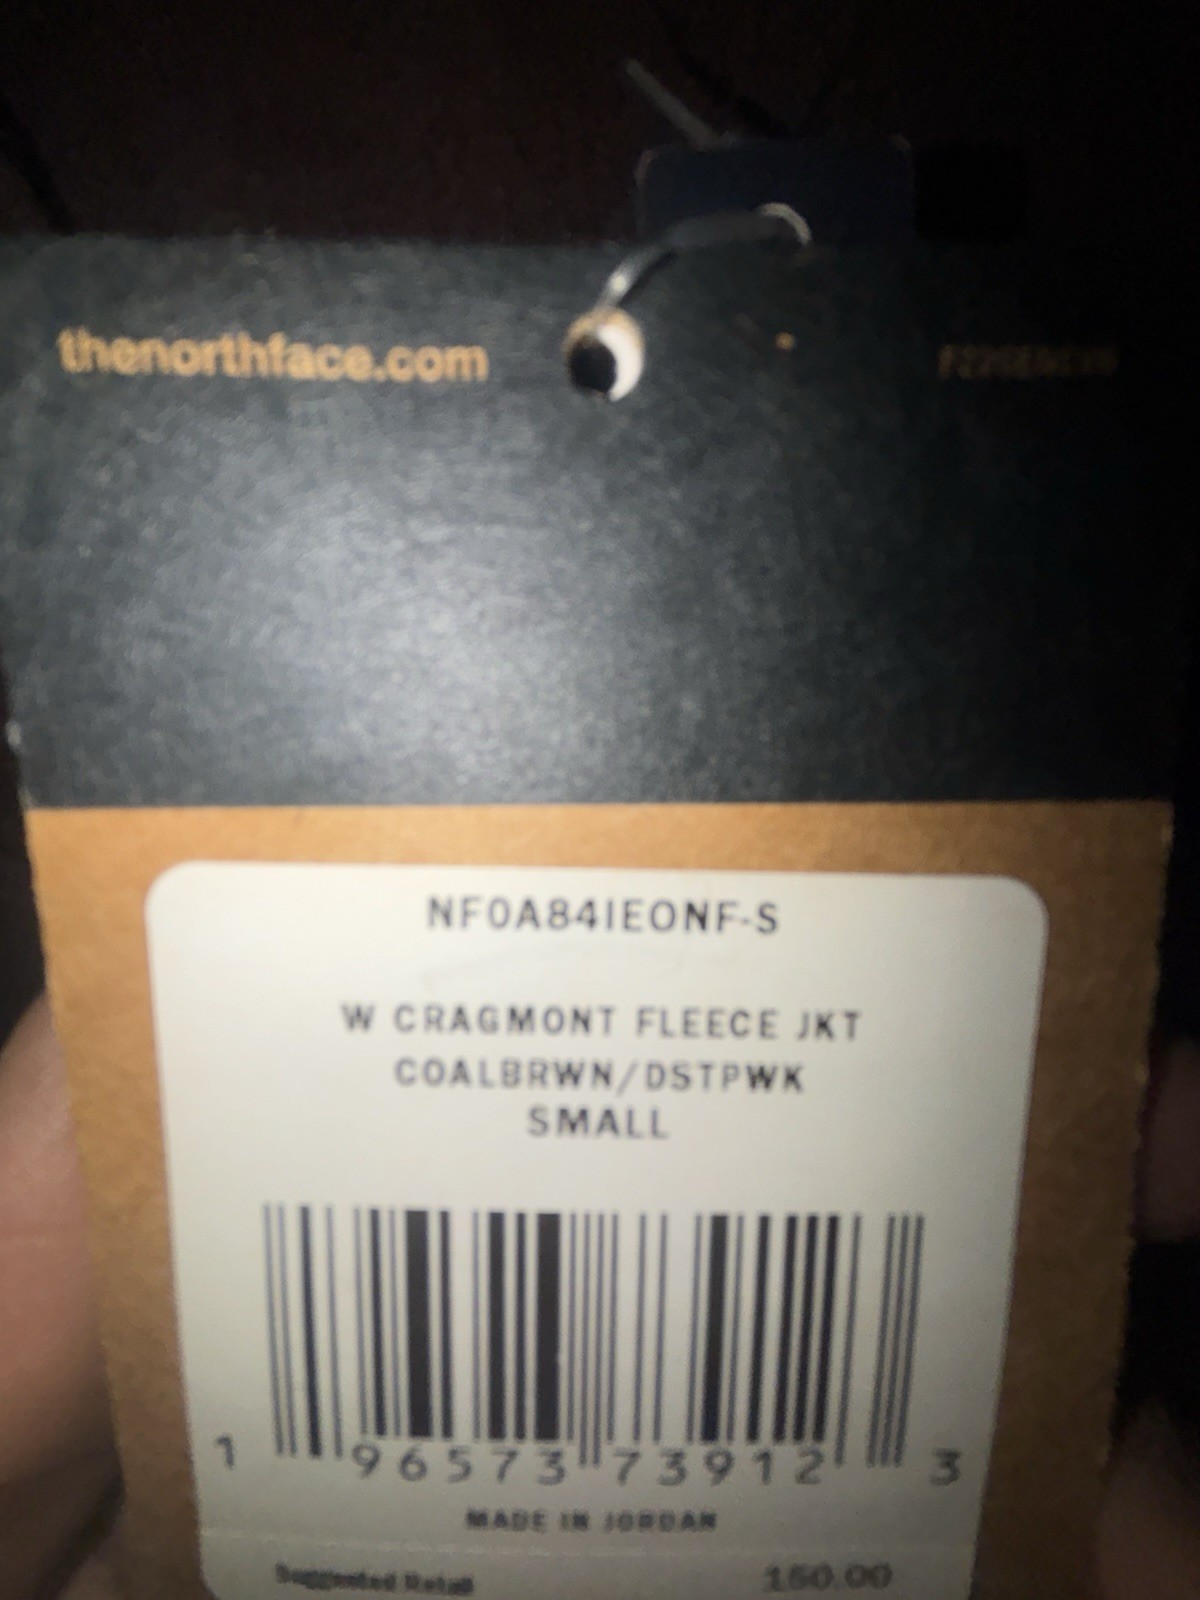 thenorthface.com
NF0A84IEONF-S
W CRAGMONT FLEECE JKT
COALBRWN/DSTPWK
SMALL
1 96573 73912 3
MADE IN JORDAN
Suggested Retail 150.00